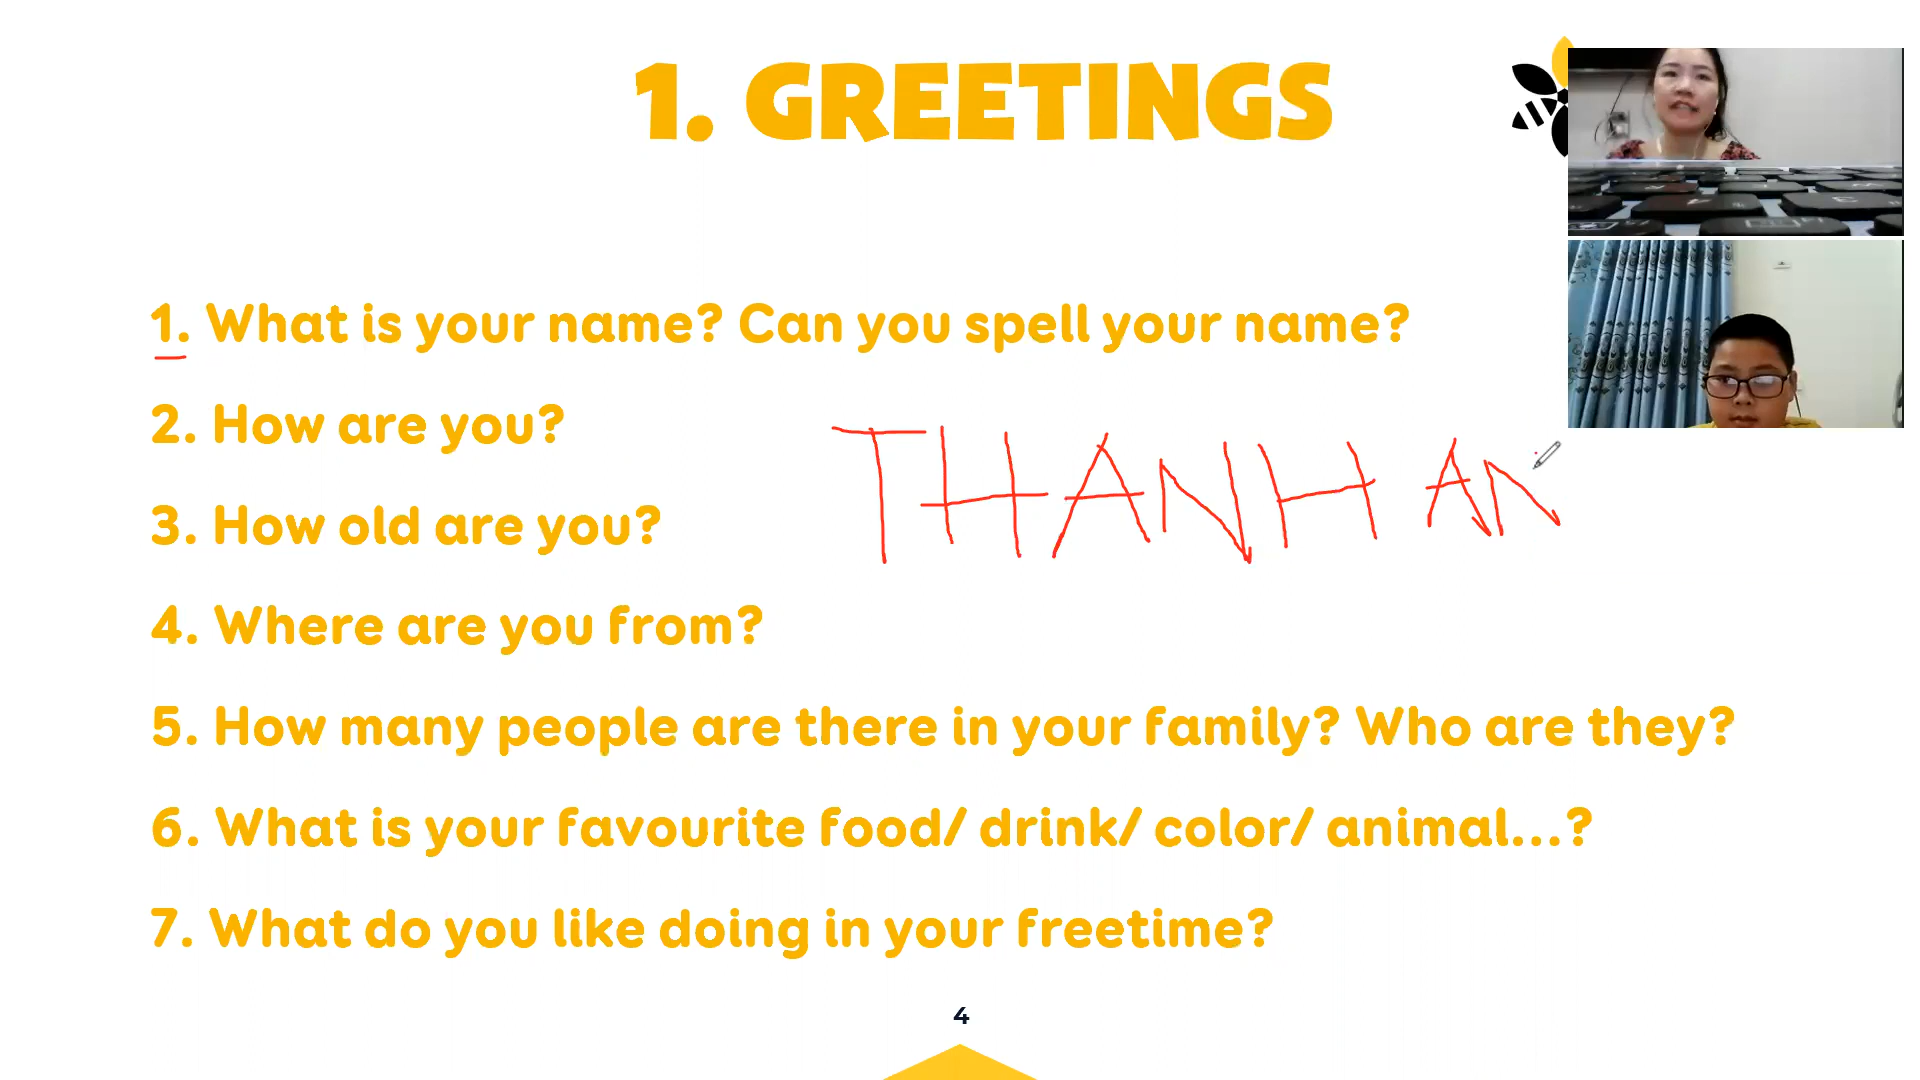 1. GREETINGS
1. What is your name? Can you spell your name?
2. How are you?
THANH AN
3. How old are you?
4. Where are you from?
5. How many people are there in your family? Who are they?
6. What is your favourite food/ drink/ color/ animal...?
7. What do you like doing in your freetime?
4